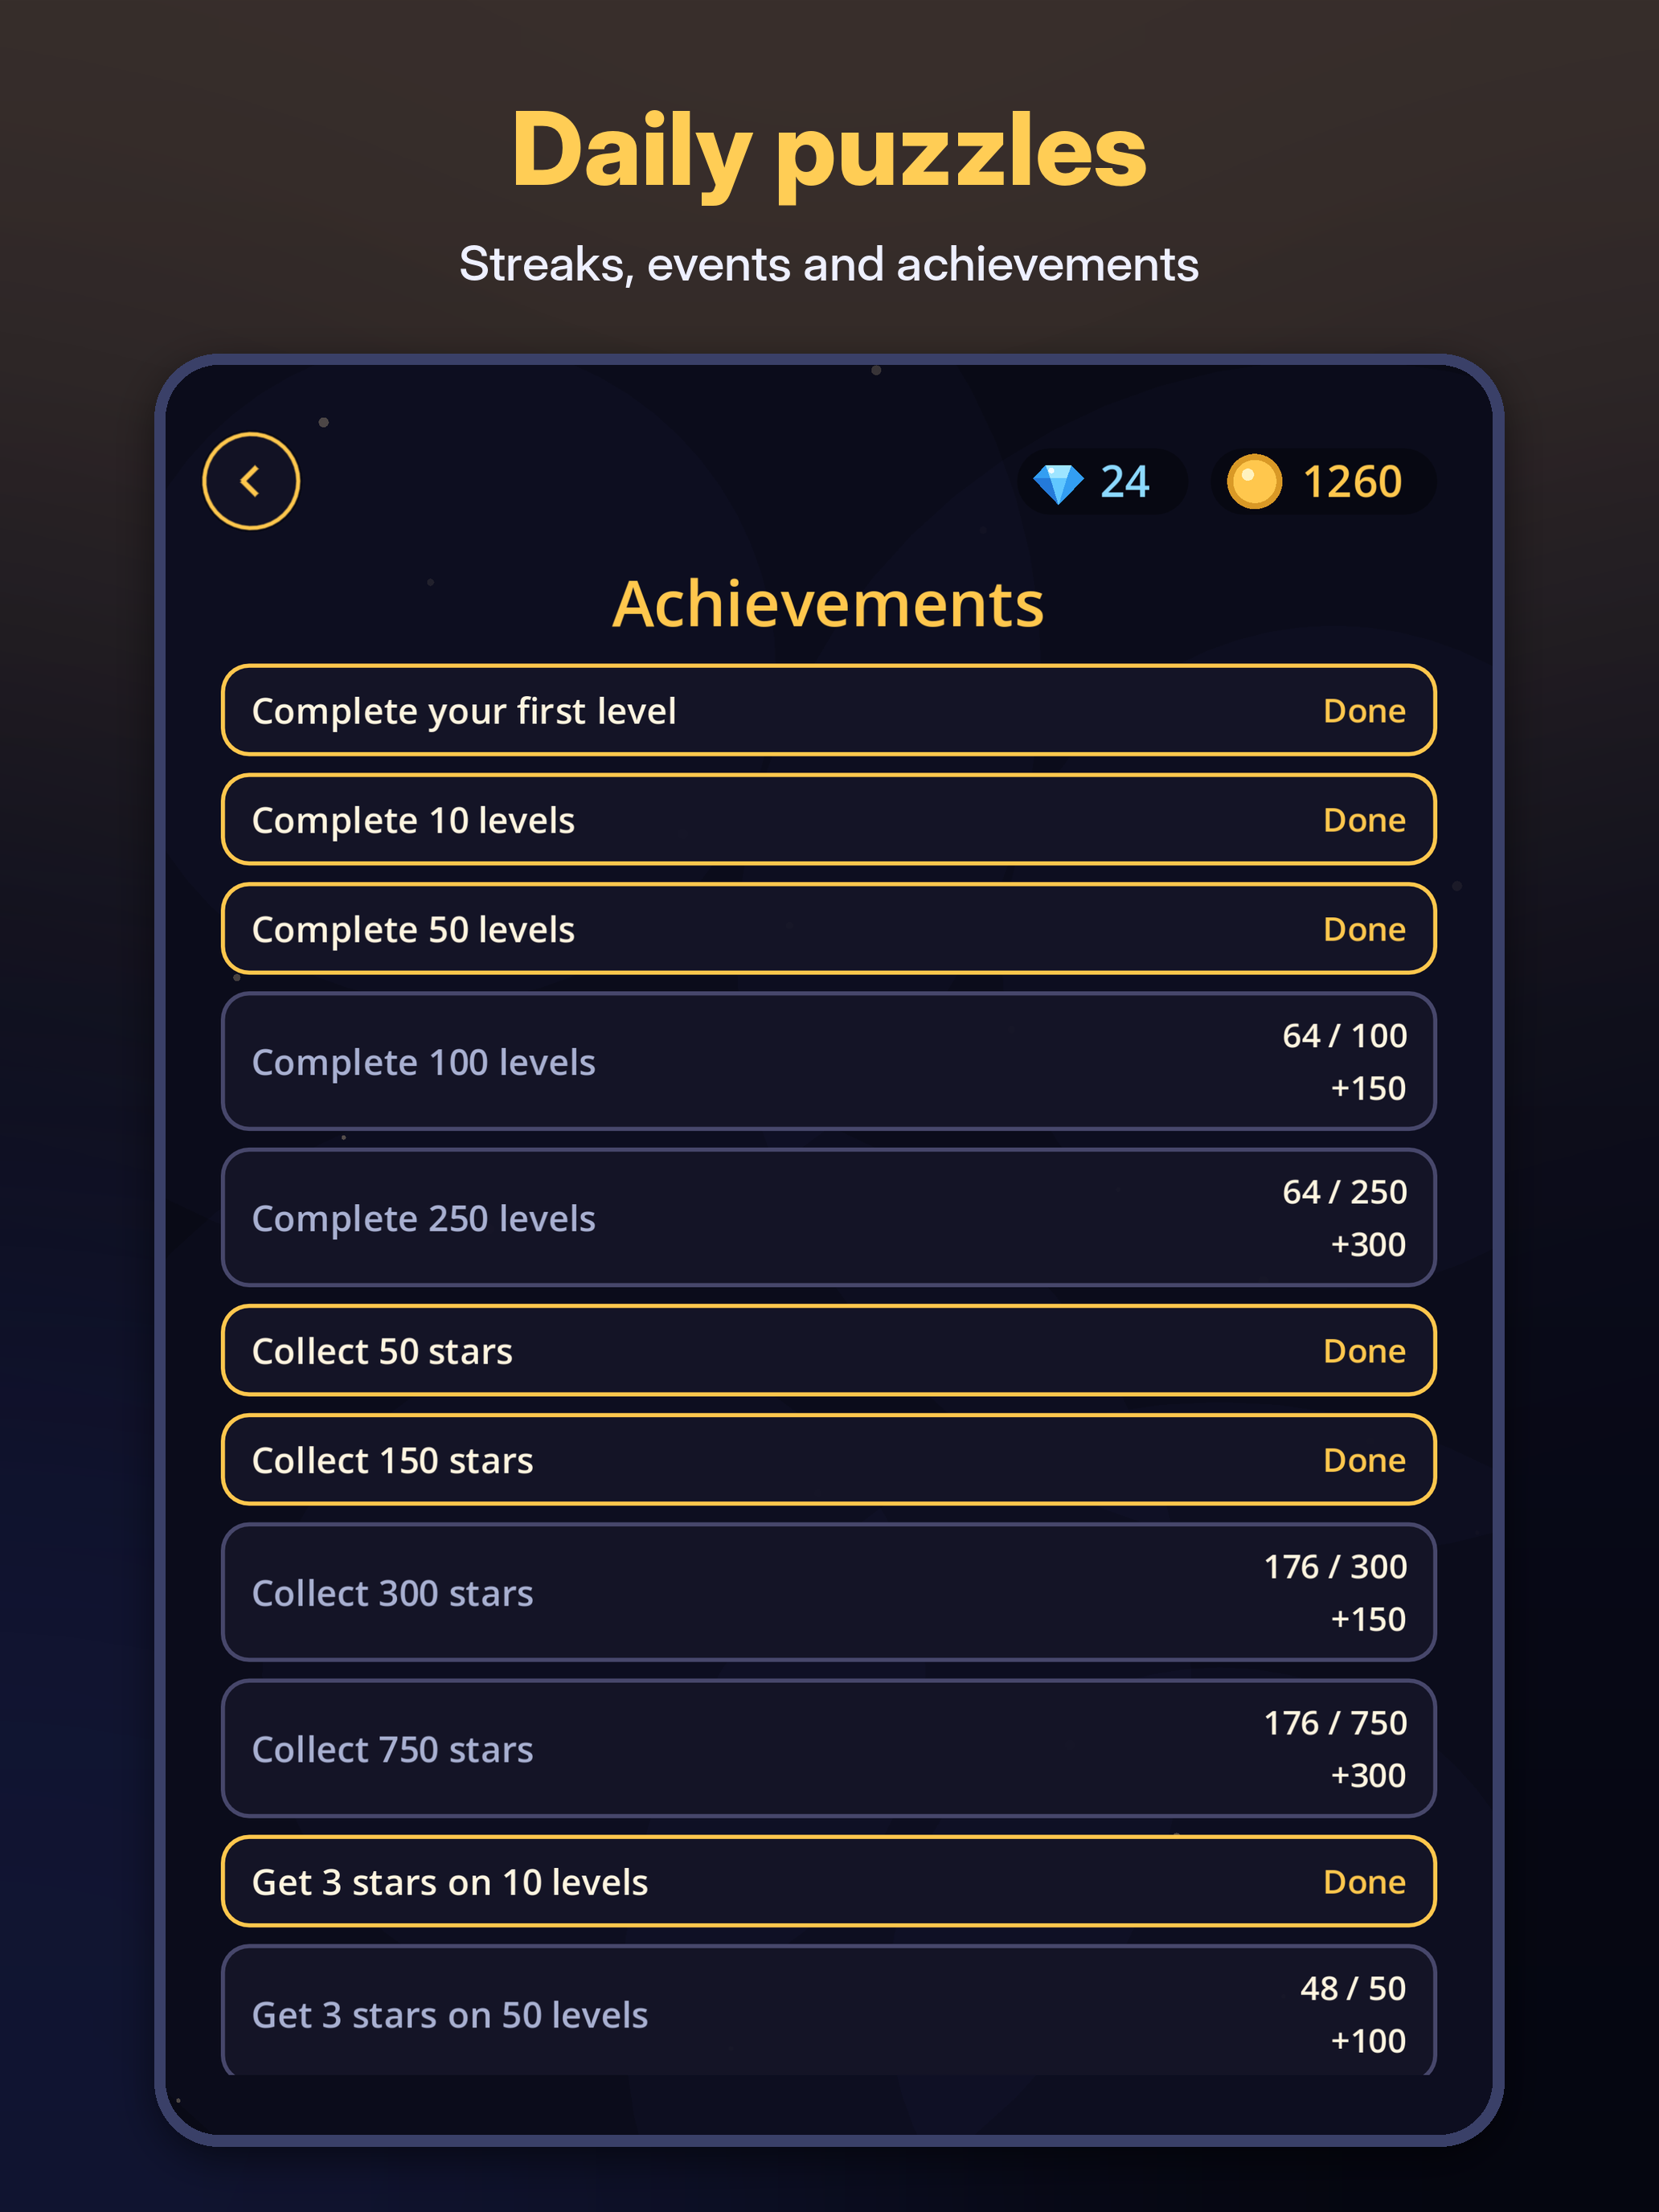 Daily puzzles
Streaks, events and achievements
24
1260
Achievements
Complete your first level
Done
Complete 10 levels
Done
Complete 50 levels
Done
Complete 100 levels
64 / 100
+150
Complete 250 levels
64 / 250
+300
Collect 50 stars
Done
Collect 150 stars
Done
Collect 300 stars
176 / 300
+150
Collect 750 stars
176 / 750
+300
Get 3 stars on 10 levels
Done
Get 3 stars on 50 levels
48 / 50
+100